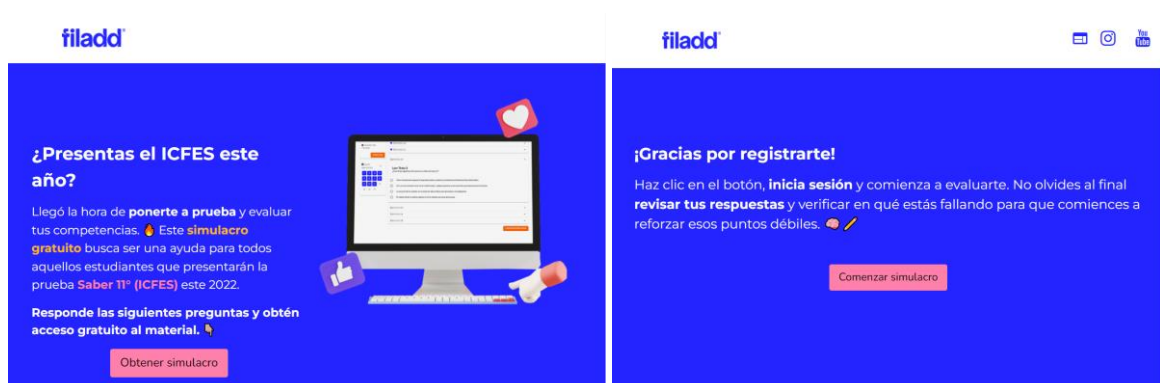 filadd
¿Presentas el ICFES este
año?
Llegó la hora de ponerte a prueba y evaluar
tus competencias. 🔥 Este simulacro
gratuito busca ser una ayuda para todos
aquellos estudiantes que presentarán la
prueba Saber 11° (ICFES) este 2022.
Responde las siguientes preguntas y obtén
acceso gratuito al material. 👇
Obtener simulacro
filadd
You
Tube
¡Gracias por registrarte!
Haz clic en el botón, inicia sesión y comienza a evaluarte. No olvides al final
revisar tus respuestas y verificar en qué estás fallando para que comiences a
reforzar esos puntos débiles. 🧠✏️
Comenzar simulacro